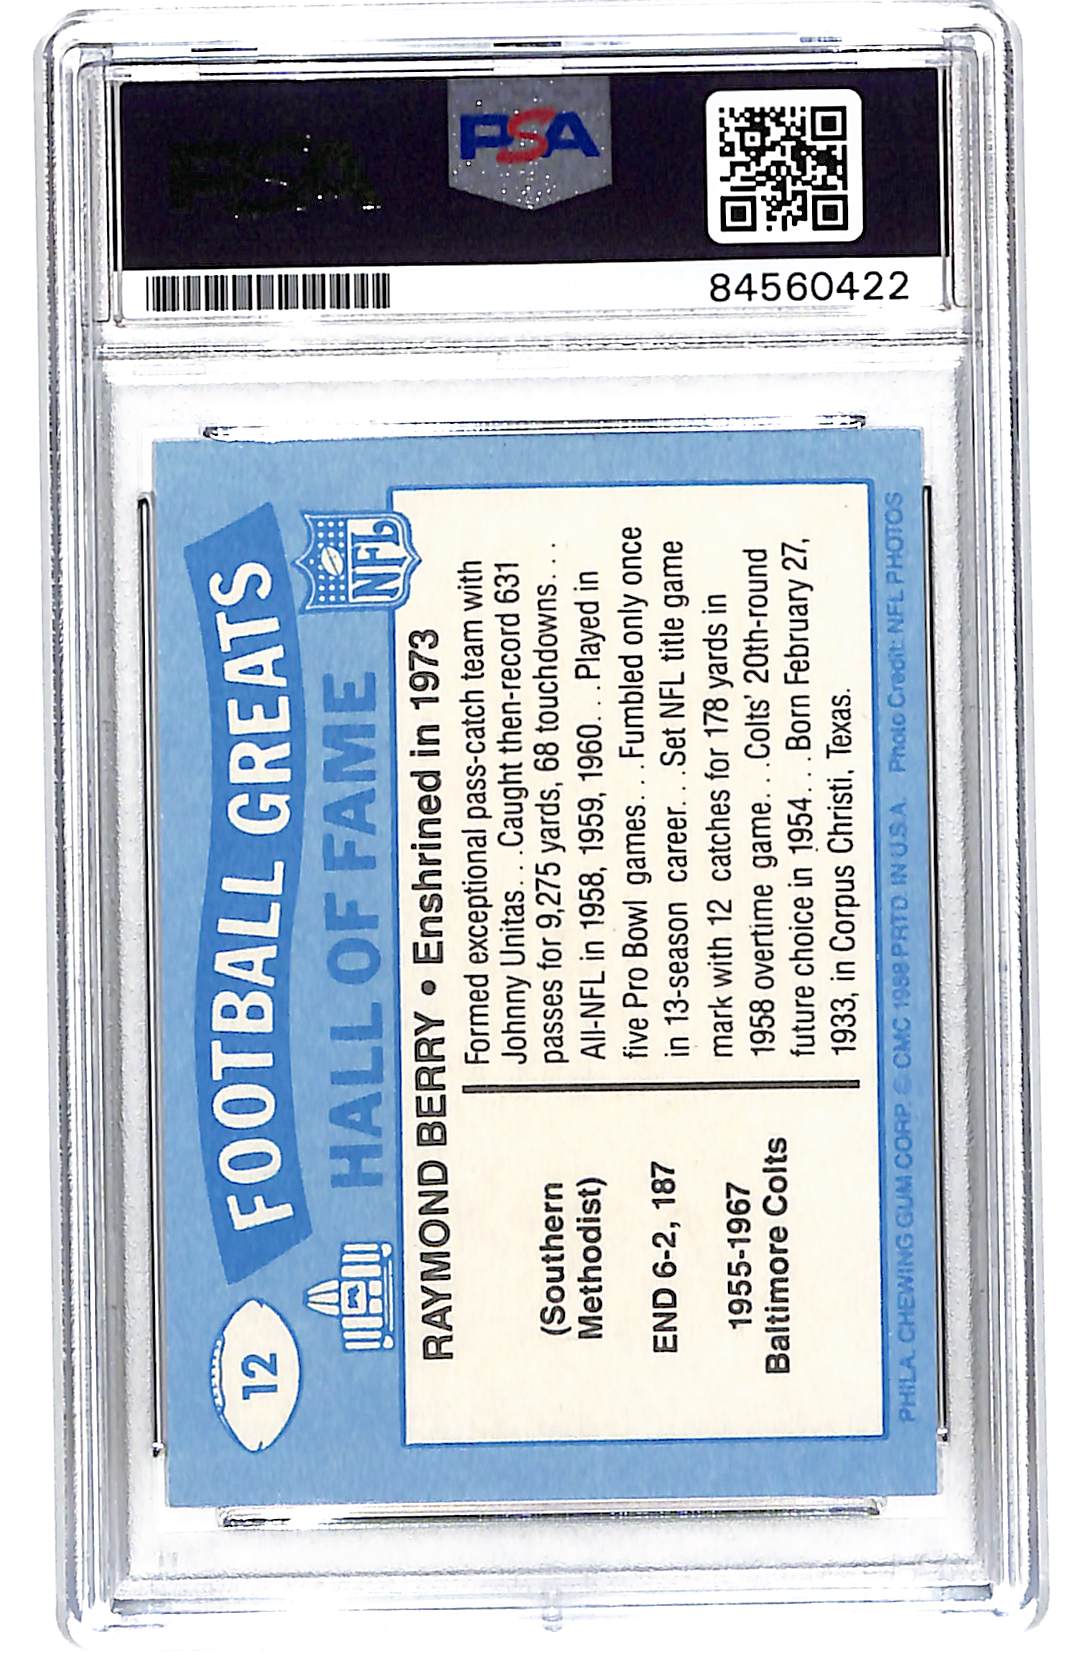 PSA
PSA
84560422
12
FOOTBALL GREATS
HALL OF FAME
NFL
RAYMOND BERRY • Enshrined in 1973
(Southern
Methodist)
END 6-2, 187
1955-1967
Baltimore Colts
Formed exceptional pass-catch team with
Johnny Unitas. . .Caught then-record 631
passes for 9,275 yards, 68 touchdowns. . .
All-NFL in 1958, 1959, 1960. . .Played in
five Pro Bowl games. . .Fumbled only once
in 13-season career. . .Set NFL title game
mark with 12 catches for 178 yards in
1958 overtime game. . .Colts' 20th-round
future choice in 1954. . . Born February 27,
1933, in Corpus Christi, Texas.
PHILA. CHEWING GUM CORP. © CMC 1988 PRTD. IN U.S.A. Photo Credit: NFL PHOTOS